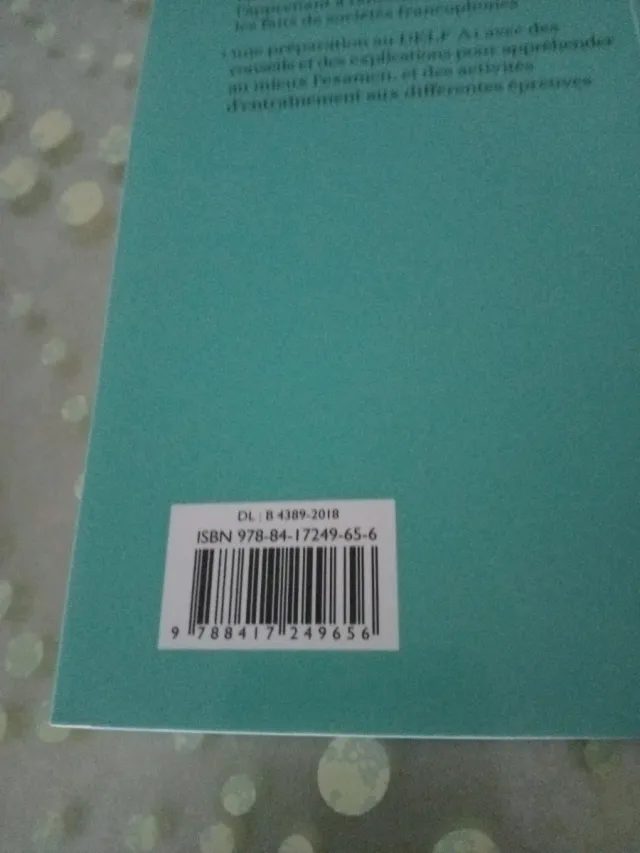 l'apprenant à
les faits de sociétés francophones
une préparation au DELF A1 avec des
conseils et des explications pour appréhender
au mieux l'examen, et des activités
d'entraînement aux différentes épreuves
DL : B 4389-2018
ISBN 978-84-17249-65-6
9 788417 249656